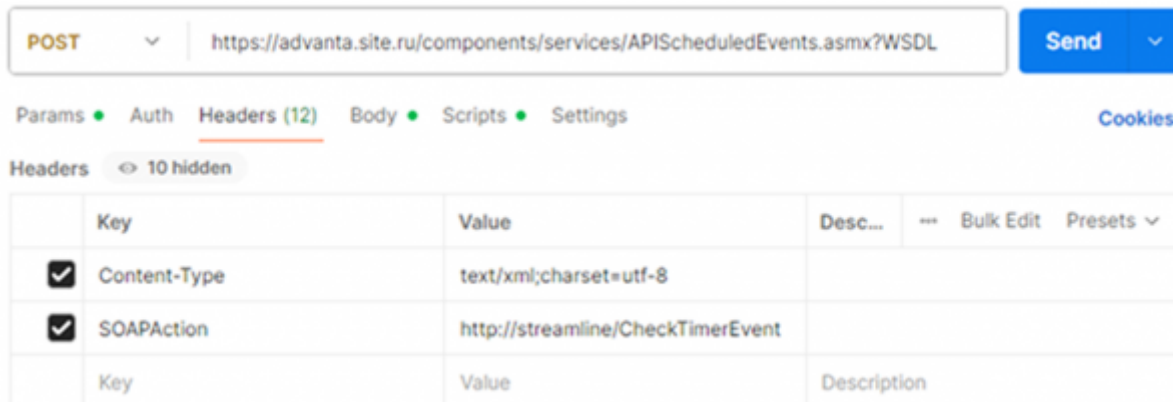 POST https://advanta.site.ru/components/services/APIScheduledEvents.asmx?WSDL Send
Params Auth Headers (12) Body Scripts Settings Cookies
Headers 10 hidden
Key Value Desc... ••• Bulk Edit Presets
Content-Type text/xml;charset=utf-8
SOAPAction http://streamline/CheckTimerEvent
Key Value Description